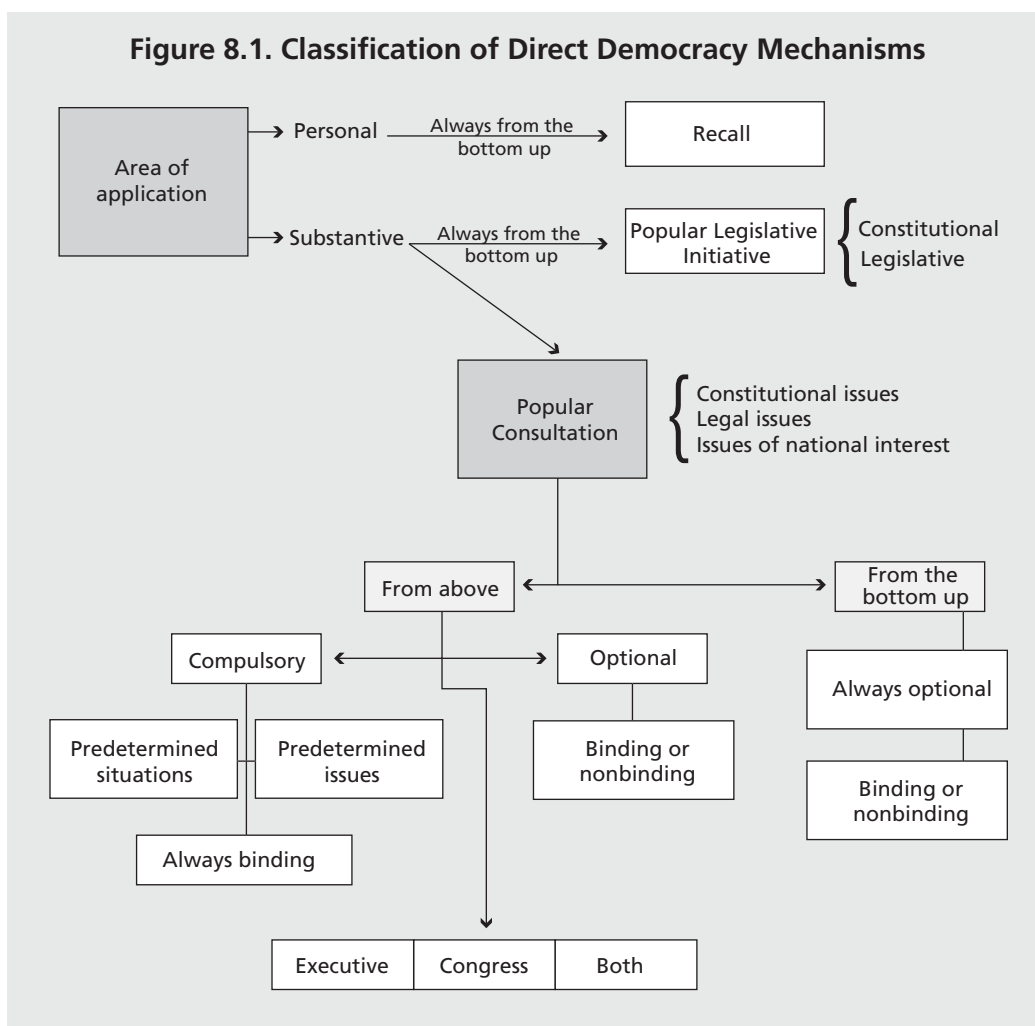 Figure 8.1. Classification of Direct Democracy Mechanisms
Area of
application
Personal
Always from the
bottom up
Recall
Substantive
Always from the
bottom up
Popular Legislative
Initiative
Constitutional
Legislative
Popular
Consultation
Constitutional issues
Legal issues
Issues of national interest
From above
From the
bottom up
Compulsory
Optional
Always optional
Predetermined
situations
Predetermined
issues
Binding or
nonbinding
Binding or
nonbinding
Always binding
Executive
Congress
Both